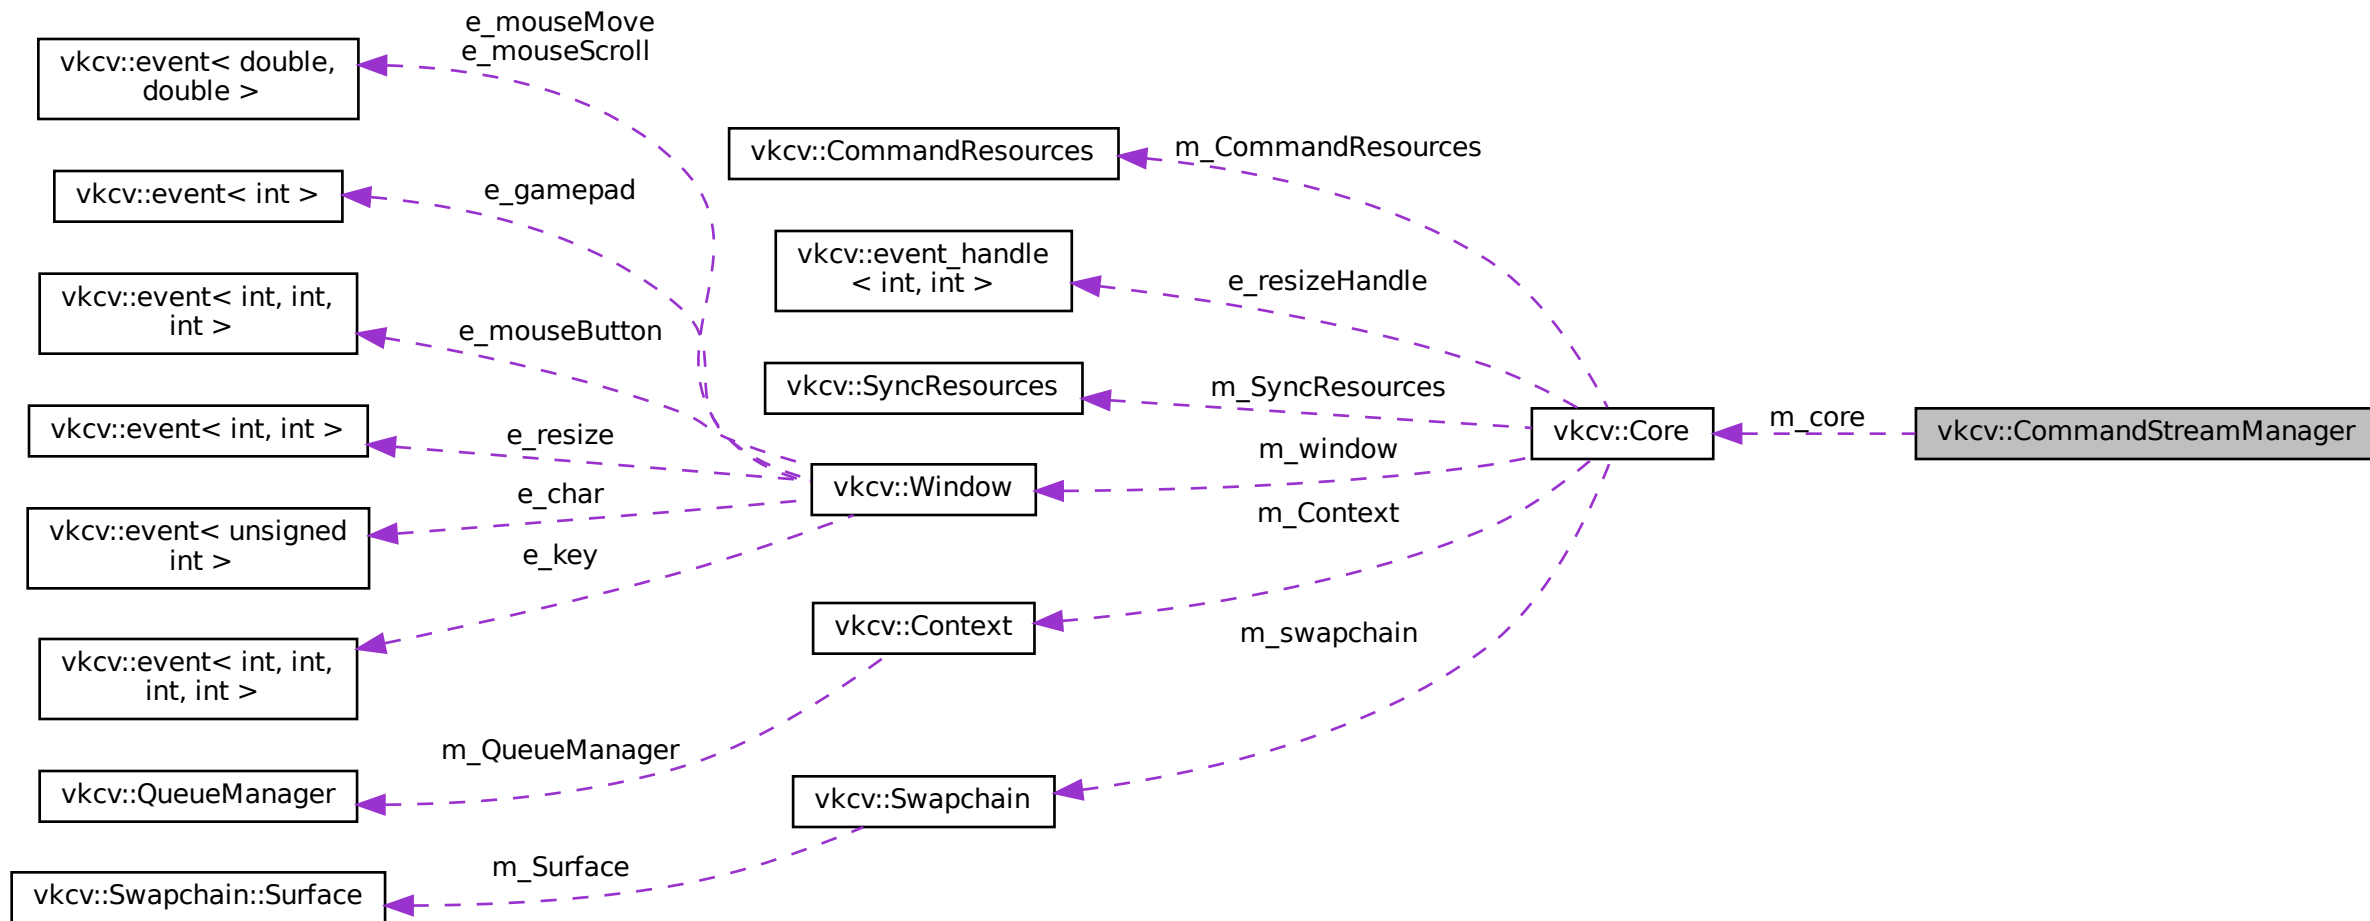 e_mouseMove
e_mouseScroll
vkcv::event< double,
double >
vkcv::event< int >
e_gamepad
vkcv::event< int, int,
int >
e_mouseButton
vkcv::event< int, int >
e_resize
vkcv::event< unsigned
int >
e_char
e_key
vkcv::event< int, int,
int, int >
vkcv::QueueManager
m_QueueManager
vkcv::Swapchain::Surface
m_Surface
vkcv::CommandResources
m_CommandResources
vkcv::event_handle
< int, int >
e_resizeHandle
vkcv::SyncResources
m_SyncResources
vkcv::Window
m_window
vkcv::Context
m_Context
vkcv::Swapchain
m_swapchain
vkcv::Core
m_core
vkcv::CommandStreamManager